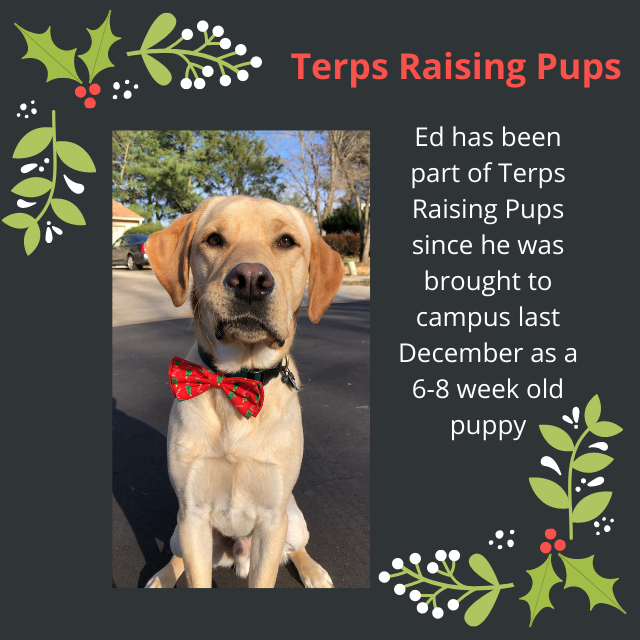 Terps Raising Pups
Ed has been
part of Terps
Raising Pups
since he was
brought to
campus last
December as a
6-8 week old
puppy